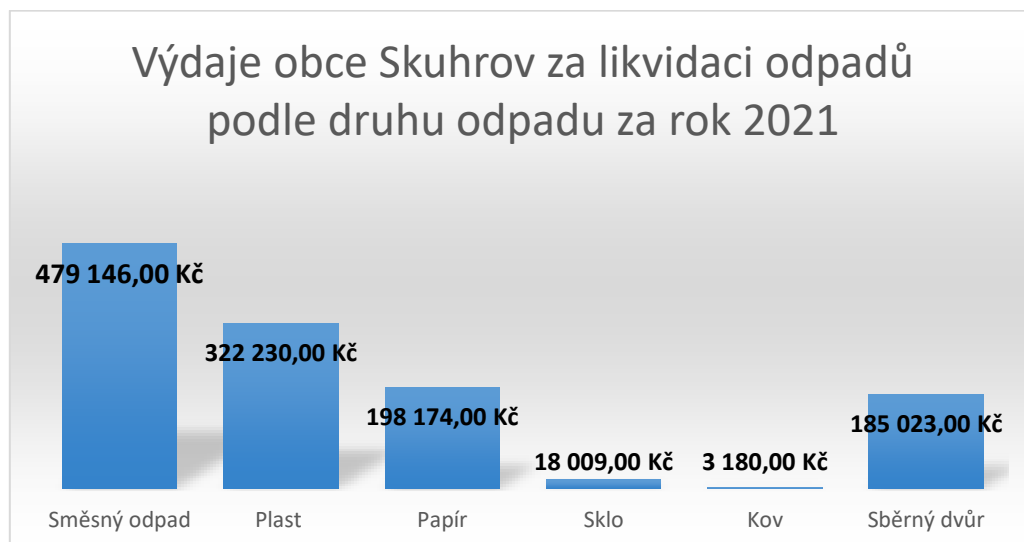 Výdaje obce Skuhrov za likvidaci odpadů
podle druhu odpadu za rok 2021
479 146,00 Kč
322 230,00 Kč
198 174,00 Kč
18 009,00 Kč
3 180,00 Kč
185 023,00 Kč
Směsný odpad
Plast
Papír
Sklo
Kov
Sběrný dvůr